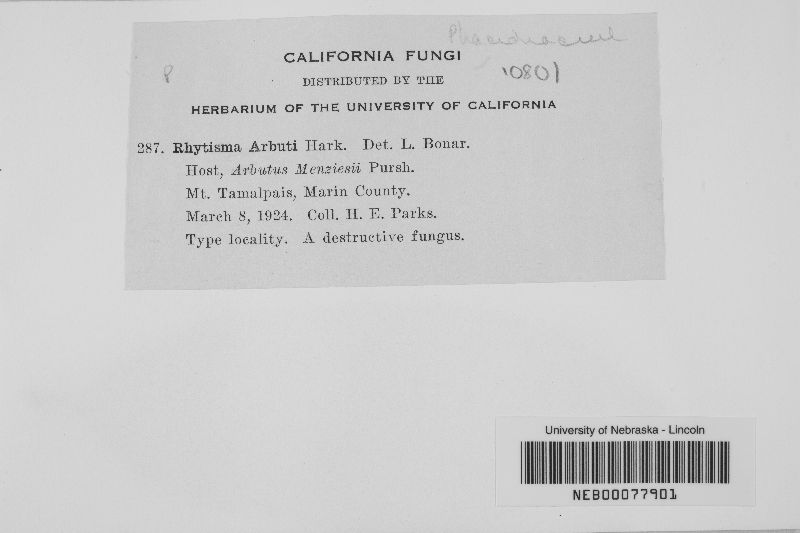 CALIFORNIA FUNGI
P
10801
DISTRIBUTED BY THE
HERBARIUM OF THE UNIVERSITY OF CALIFORNIA
287. Rhytisma Arbuti Hark. Det. L. Bonar.
Host, Arbutus Menziesii Pursh.
Mt. Tamalpais, Marin County.
March 8, 1924. Coll. H. E. Parks.
Type locality. A destructive fungus.
University of Nebraska - Lincoln
NEB00077901